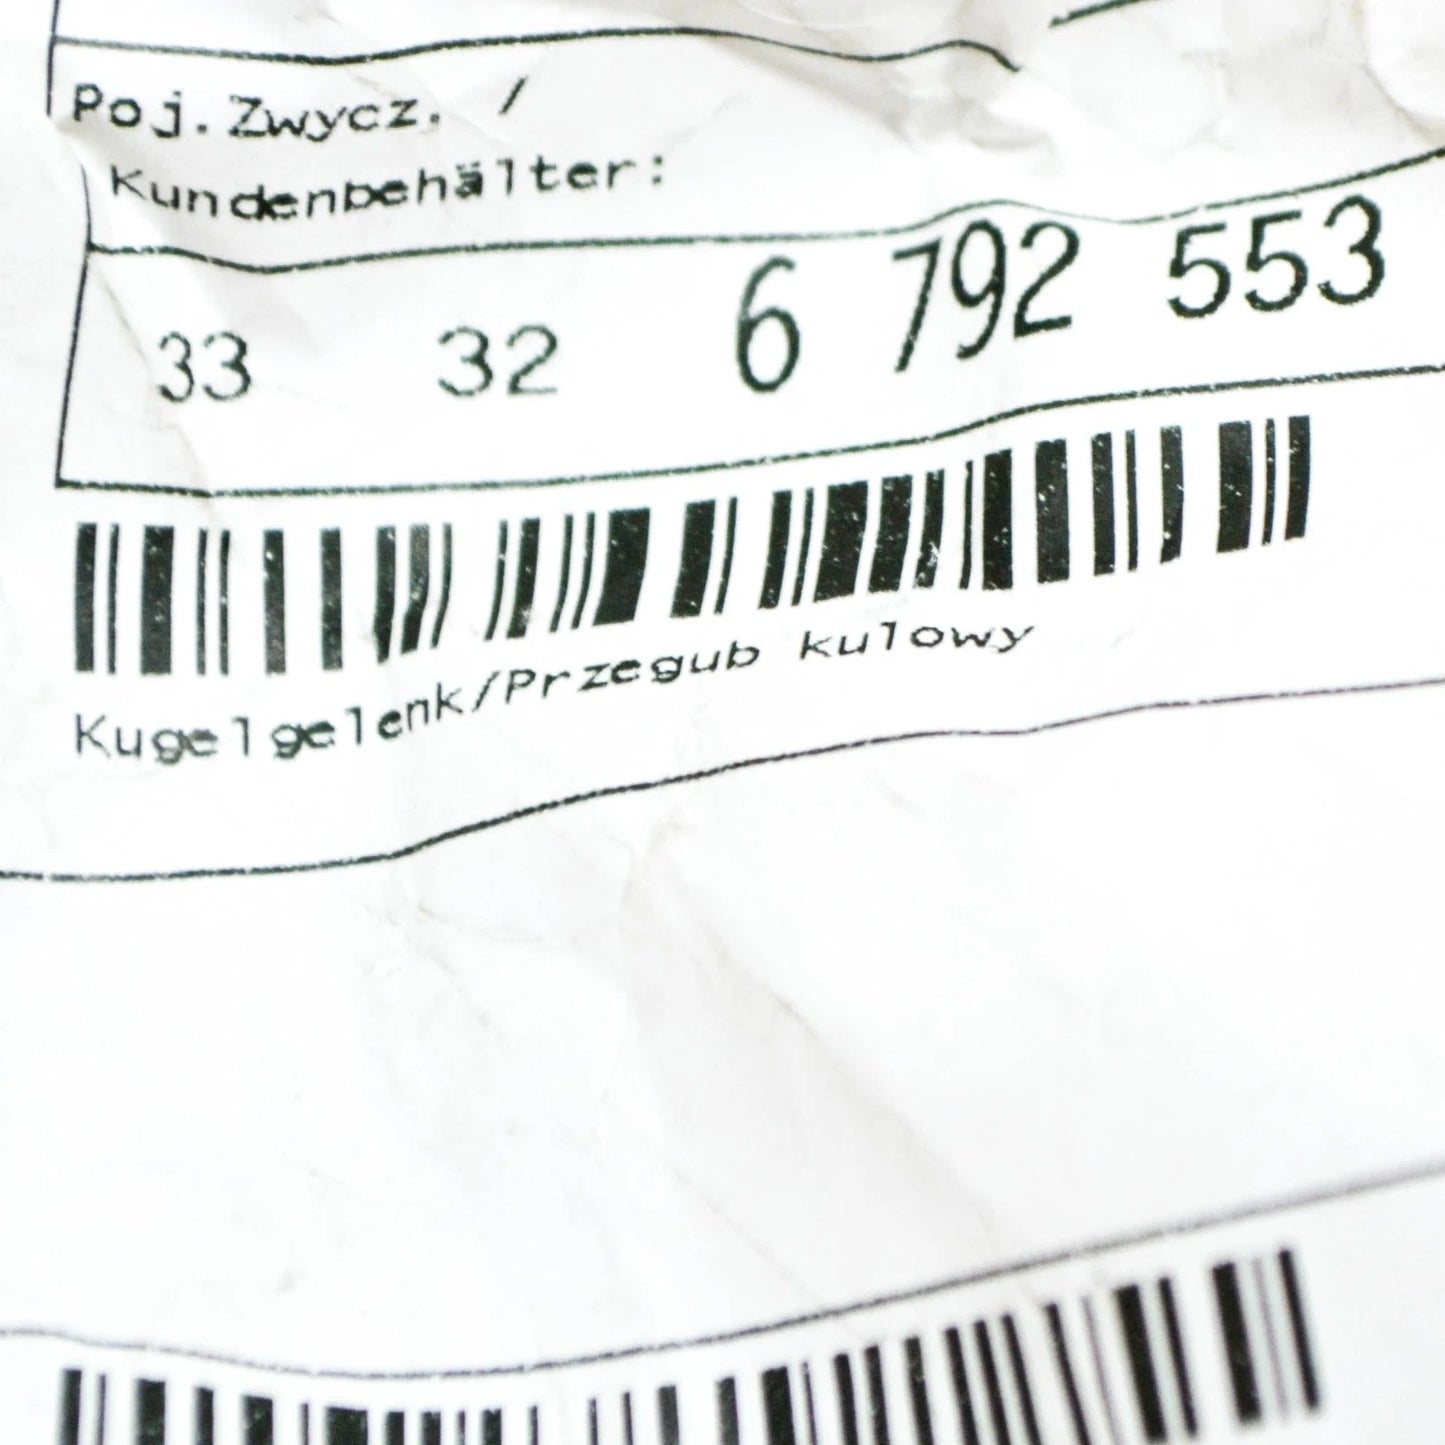 Poj.Zwycz. /
Kundenbehälter:
33 32 6 792 553
Kugelgelenk/Przegub kulowy